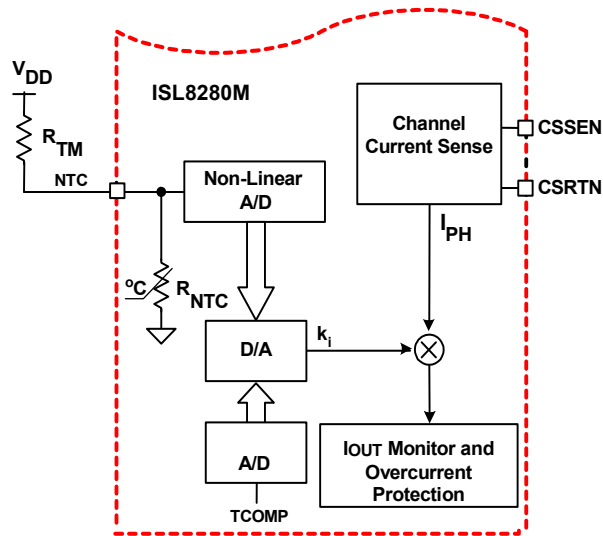 VDD
ISL8280M
RTM
NTC
Non-Linear
A/D
Channel
Current Sense
CSSEN
CSRTN
IPH
°C
RNTC
D/A
ki
A/D
TCOMP
IOUT Monitor and
Overcurrent
Protection